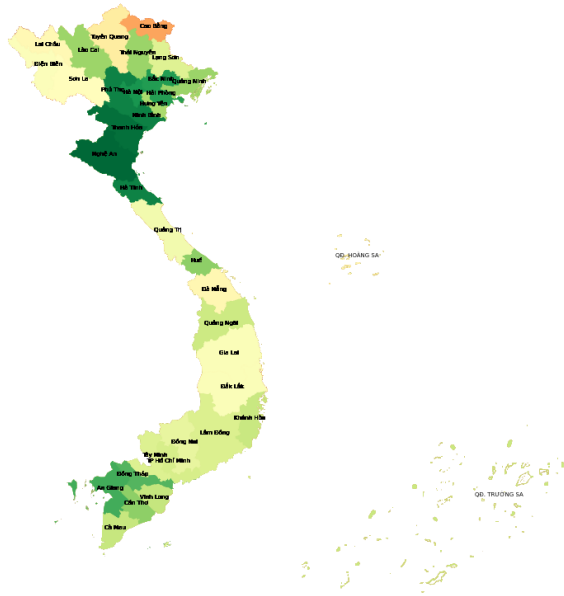 Cao Bằng
Tuyên Quang
Lai Châu
Lào Cai
Thái Nguyên
Lạng Sơn
Điện Biên
Sơn La
Bắc Ninh
Quảng Ninh
Phú Thọ
Hà Nội
Hải Phòng
Hưng Yên
Ninh Bình
Thanh Hóa
Nghệ An
Hà Tĩnh
Quảng Trị
Huế
QĐ. HOÀNG SA
Đà Nẵng
Quảng Ngãi
Gia Lai
Đắk Lắk
Khánh Hòa
Lâm Đồng
Đồng Nai
Tây Ninh
TP Hồ Chí Minh
Đồng Tháp
An Giang
Vĩnh Long
QĐ. TRƯỜNG SA
Cần Thơ
Cà Mau